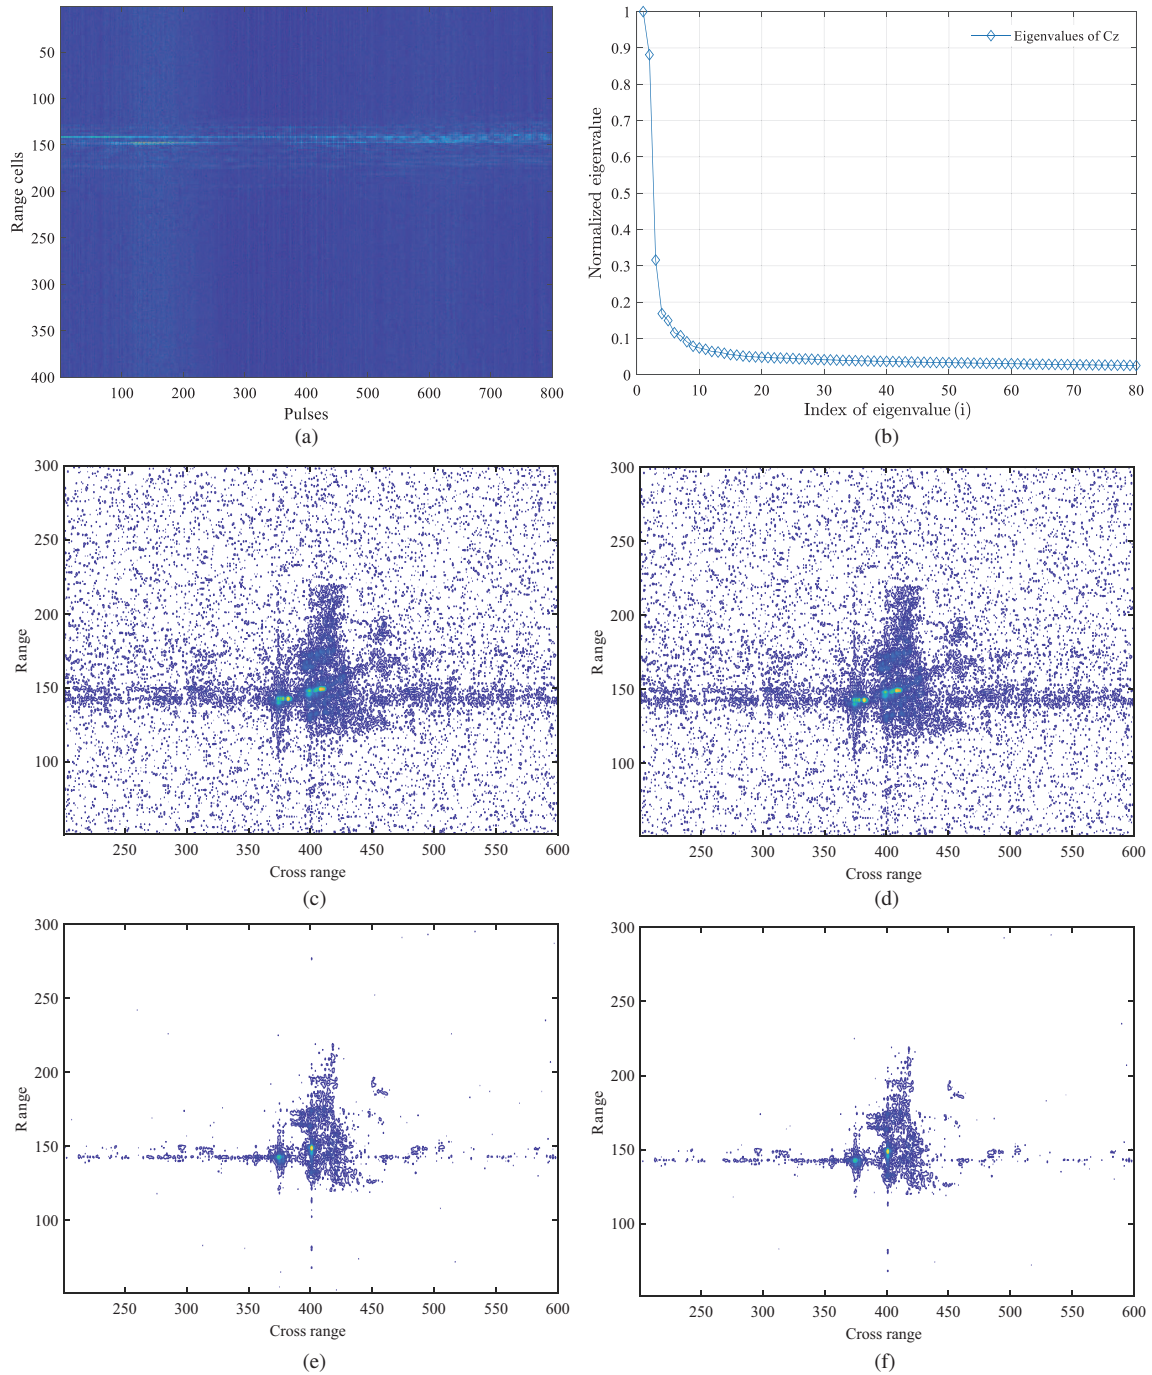 50
100
150
200
250
300
350
400
Range cells
100 200 300 400 500 600 700 800
Pulses
(a)
1
0.9
0.8
0.7
0.6
0.5
0.4
0.3
0.2
0.1
0
Normalized eigenvalue
Eigenvalues of Cz
0 10 20 30 40 50 60 70 80
Index of eigenvalue (i)
(b)
300
250
200
150
100
Range
250 300 350 400 450 500 550 600
Cross range
(c)
300
250
200
150
100
Range
250 300 350 400 450 500 550 600
Cross range
(d)
300
250
200
150
100
Range
250 300 350 400 450 500 550 600
Cross range
(e)
300
250
200
150
100
Range
250 300 350 400 450 500 550 600
Cross range
(f)